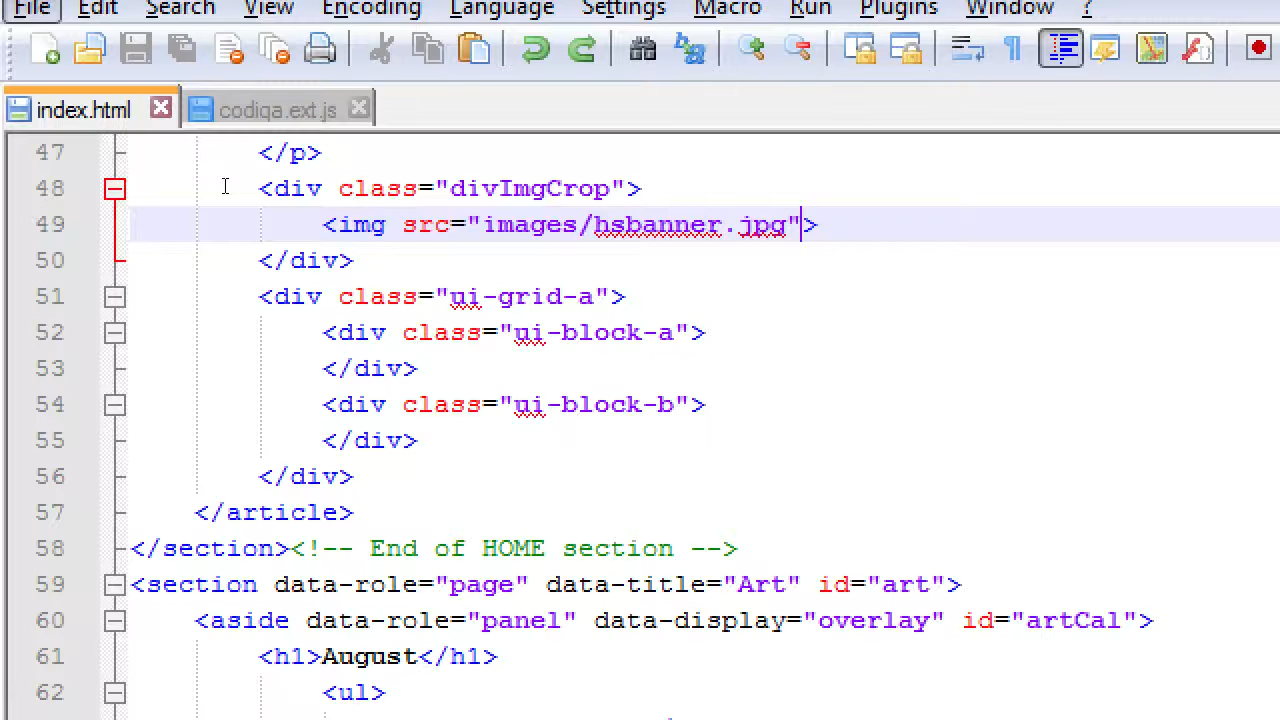 File Edit Search View Encoding Language Settings Macro Run Plugins Window ?
index.html codiqa.ext.js
47 </p>
48 <div class="divImgCrop">
49 <img src="images/hsbanner.jpg">
50 </div>
51 <div class="ui-grid-a">
52 <div class="ui-block-a">
53 </div>
54 <div class="ui-block-b">
55 </div>
56 </div>
57 </article>
58 </section><!-- End of HOME section -->
59 <section data-role="page" data-title="Art" id="art">
60 <aside data-role="panel" data-display="overlay" id="artCal">
61 <h1>August</h1>
62 <ul>